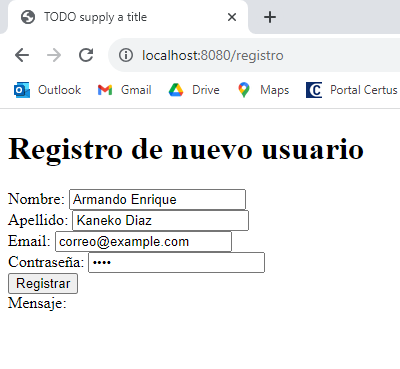 TODO supply a title
localhost:8080/registro
Outlook Gmail Drive Maps Portal Certus
Registro de nuevo usuario
Nombre: Armando Enrique
Apellido: Kaneko Diaz
Email: correo@example.com
Contraseña: ••••
Registrar
Mensaje: